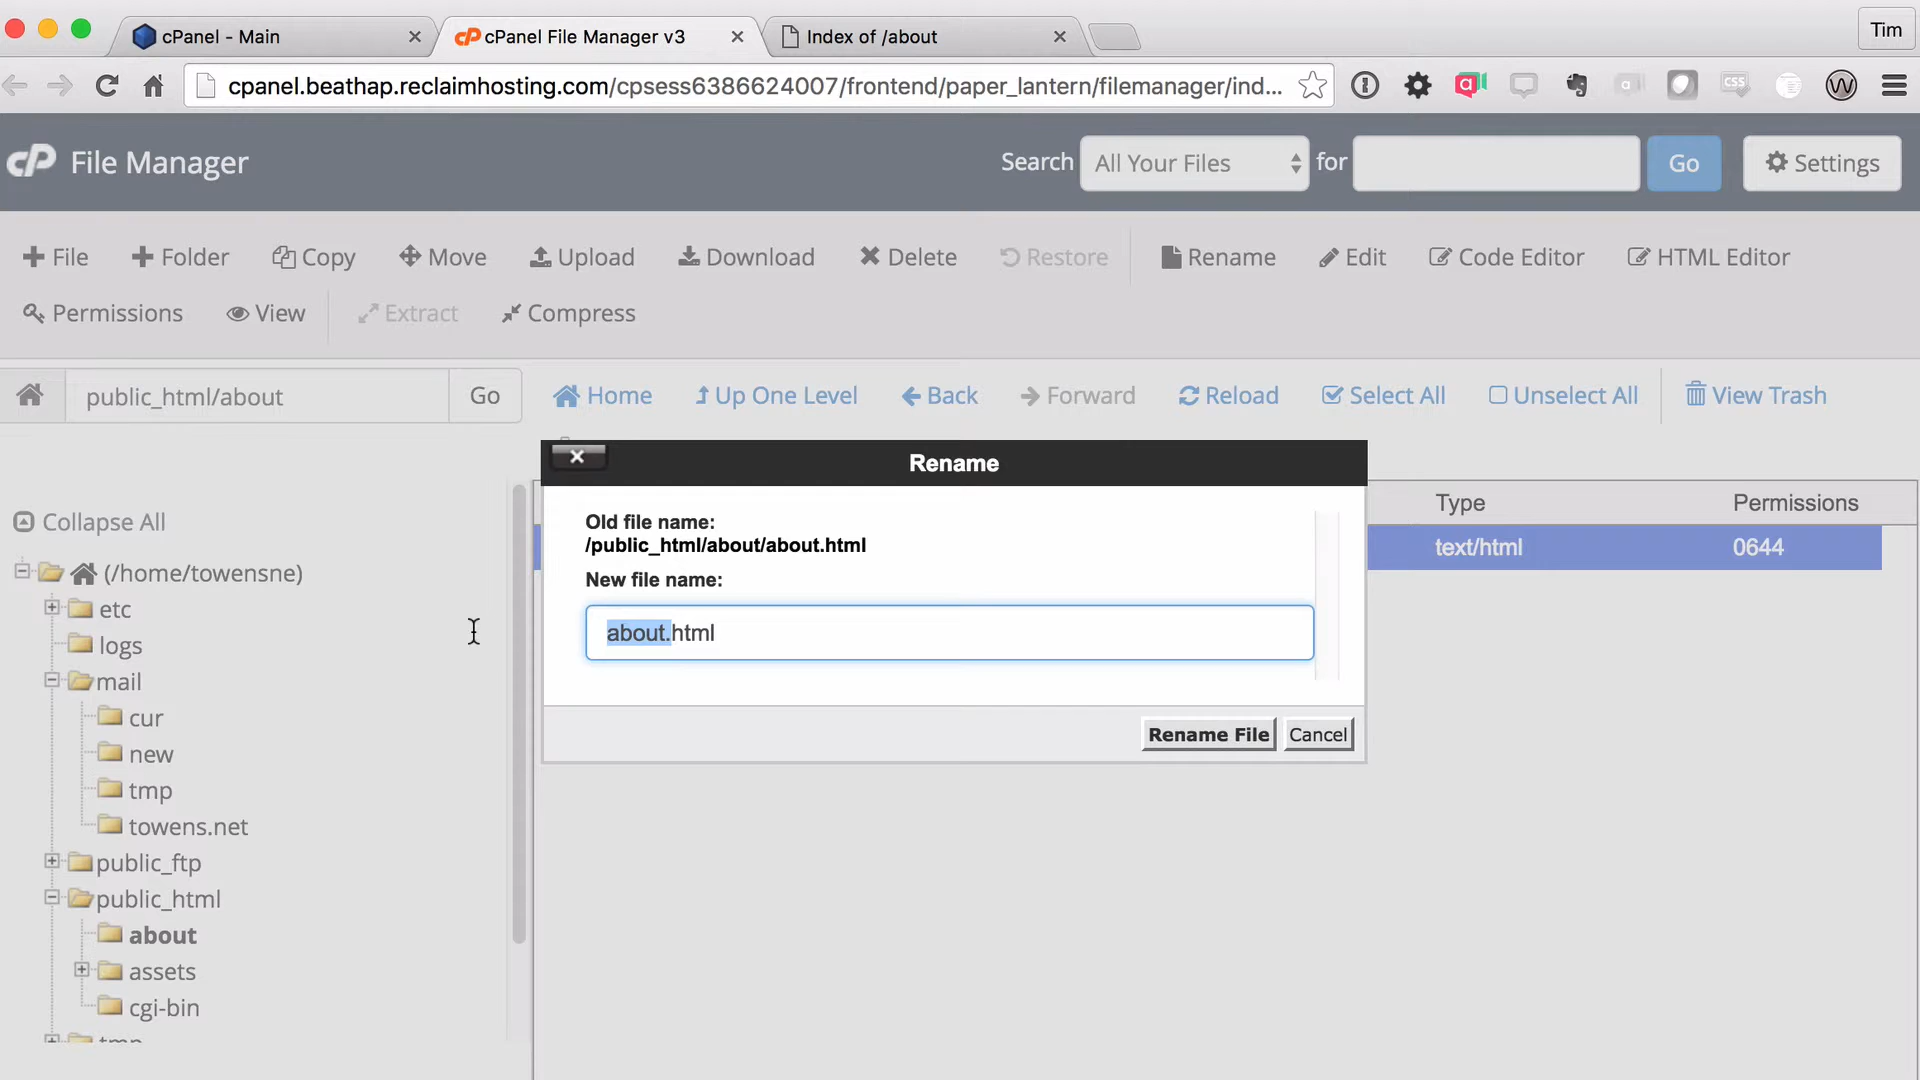 cPanel - Main
cPanel File Manager v3
Index of /about
Tim
cpanel.beathap.reclaimhosting.com/cpsess6386624007/frontend/paper_lantern/filemanager/ind...
cP File Manager
Search
All Your Files
for
Go
Settings
File
Folder
Copy
Move
Upload
Download
Delete
Restore
Rename
Edit
Code Editor
HTML Editor
Permissions
View
Extract
Compress
public_html/about
Go
Home
Up One Level
Back
Forward
Reload
Select All
Unselect All
View Trash
Collapse All
(/home/towensne)
etc
logs
mail
cur
new
tmp
towens.net
public_ftp
public_html
about
assets
cgi-bin
tmp
Type
Permissions
text/html
0644
Rename
Old file name:
/public_html/about/about.html
New file name:
about.html
Rename File
Cancel